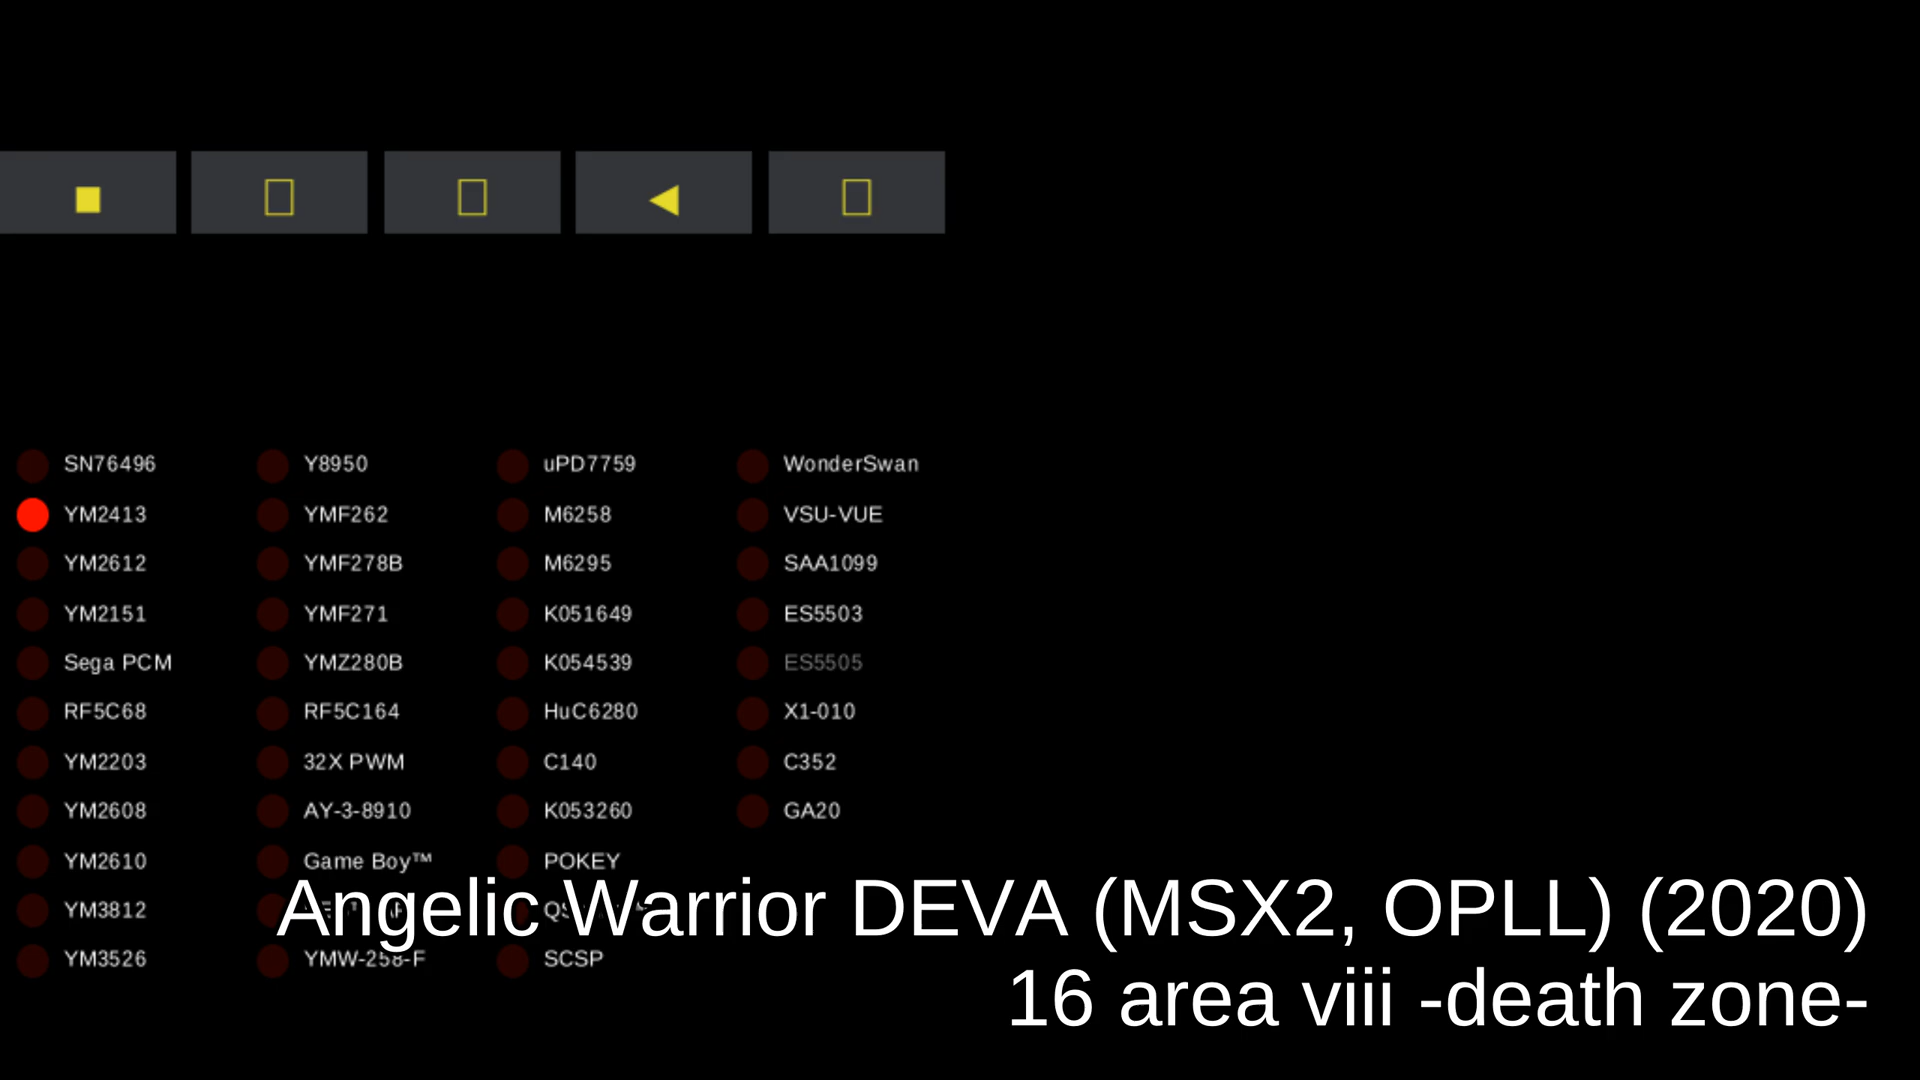 SN76496 Y8950 uPD7759 WonderSwan
YM2413 YMF262 M6258 VSU-VUE
YM2612 YMF278B M6295 SAA1099
YM2151 YMF271 K051649 ES5503
Sega PCM YMZ280B K054539 ES5505
RF5C68 RF5C164 HuC6280 X1-010
YM2203 32X PWM C140 C352
YM2608 AY-3-8910 K053260 GA20
YM2610 Game Boy™ POKEY
YM3812
YM3526 YMW-258-F SCSP
Angelic Warrior DEVA (MSX2, OPLL) (2020)
16 area viii -death zone-